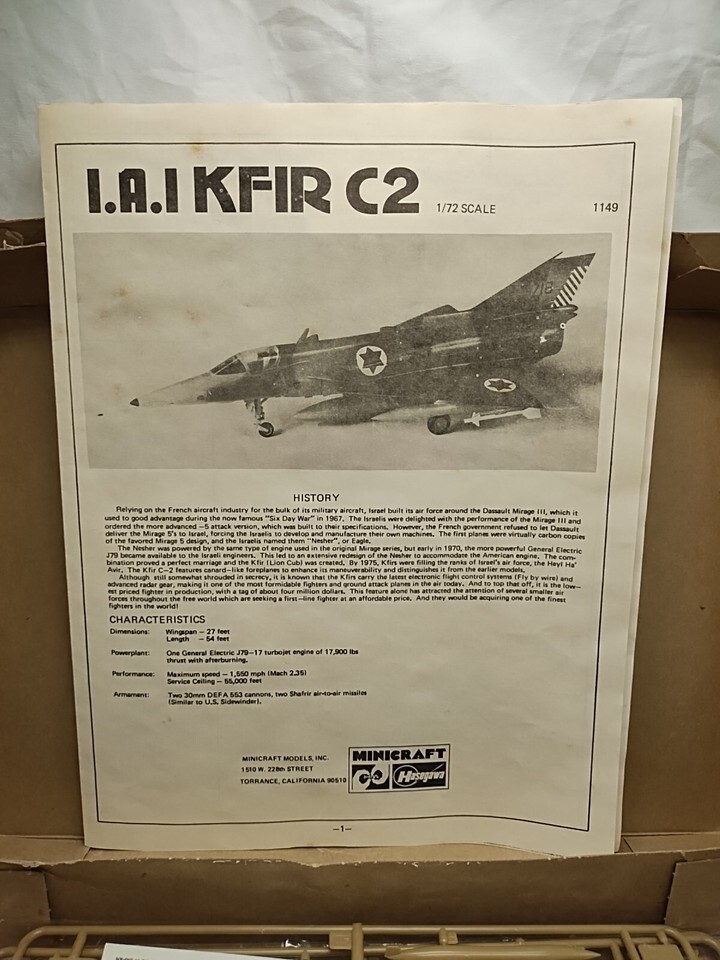 I.A.I KFIR C2 1/72 SCALE 1149
HISTORY
Relying on the French aircraft industry for the bulk of its military aircraft, Israel built its air force around the Dassault Mirage III, which it
used to good advantage during the now famous "Six Day War" in 1967. The Israelis were delighted with the performance of the Mirage III and
ordered the more advanced —5 attack version, which was built to their specifications. However, the French government refused to let Dassault
deliver the Mirage 5's to Israel, forcing the Israelis to develop and manufacture their own machines. The first planes were virtually carbon copies
of the favored Mirage 5 design, and the Israelis named them "Nesher", or Eagle.
The Nesher was powered by the same type of engine used in the original Mirage series, but early in 1970, the more powerful General Electric
J79 became available to the Israeli engineers. This led to an extensive redesign of the Nesher to accommodate the American engine. The com-
bination proved a perfect marriage and the Kfir (Lion Cub) was created. By 1975, Kfirs were filling the ranks of Israel's air force, the Heyl Ha'
Avir. The Kfir C—2 features canard—like foreplanes to enhance its maneuverability and distinguishes it from the earlier models.
Although still somewhat shrouded in secrecy, it is known that the Kfirs carry the latest electronic flight control systems (Fly by wire) and
advanced radar gear, making it one of the most formidable fighters and ground attack planes in the air today. And to top that off, it is the low-
est priced fighter in production, with a tag of about four million dollars. This feature alone has attracted the attention of several smaller air
forces throughout the free world which are seeking a first—line fighter at an affordable price. And they would be acquiring one of the finest
fighters in the world!
CHARACTERISTICS
Dimensions: Wingspan — 27 feet
Length — 54 feet
Powerplant: One General Electric J79—17 turbojet engine of 17,900 lbs
thrust with afterburning.
Performance: Maximum speed — 1,550 mph (Mach 2.35)
Service Ceiling — 55,000 feet
Armament: Two 30mm DEFA 553 cannons, two Shafrir air-to-air missiles
(Similar to U.S. Sidewinder).
MINICRAFT MODELS, INC.
1510 W. 228th STREET
TORRANCE, CALIFORNIA 90510
MINICRAFT
Hasegawa
—1—